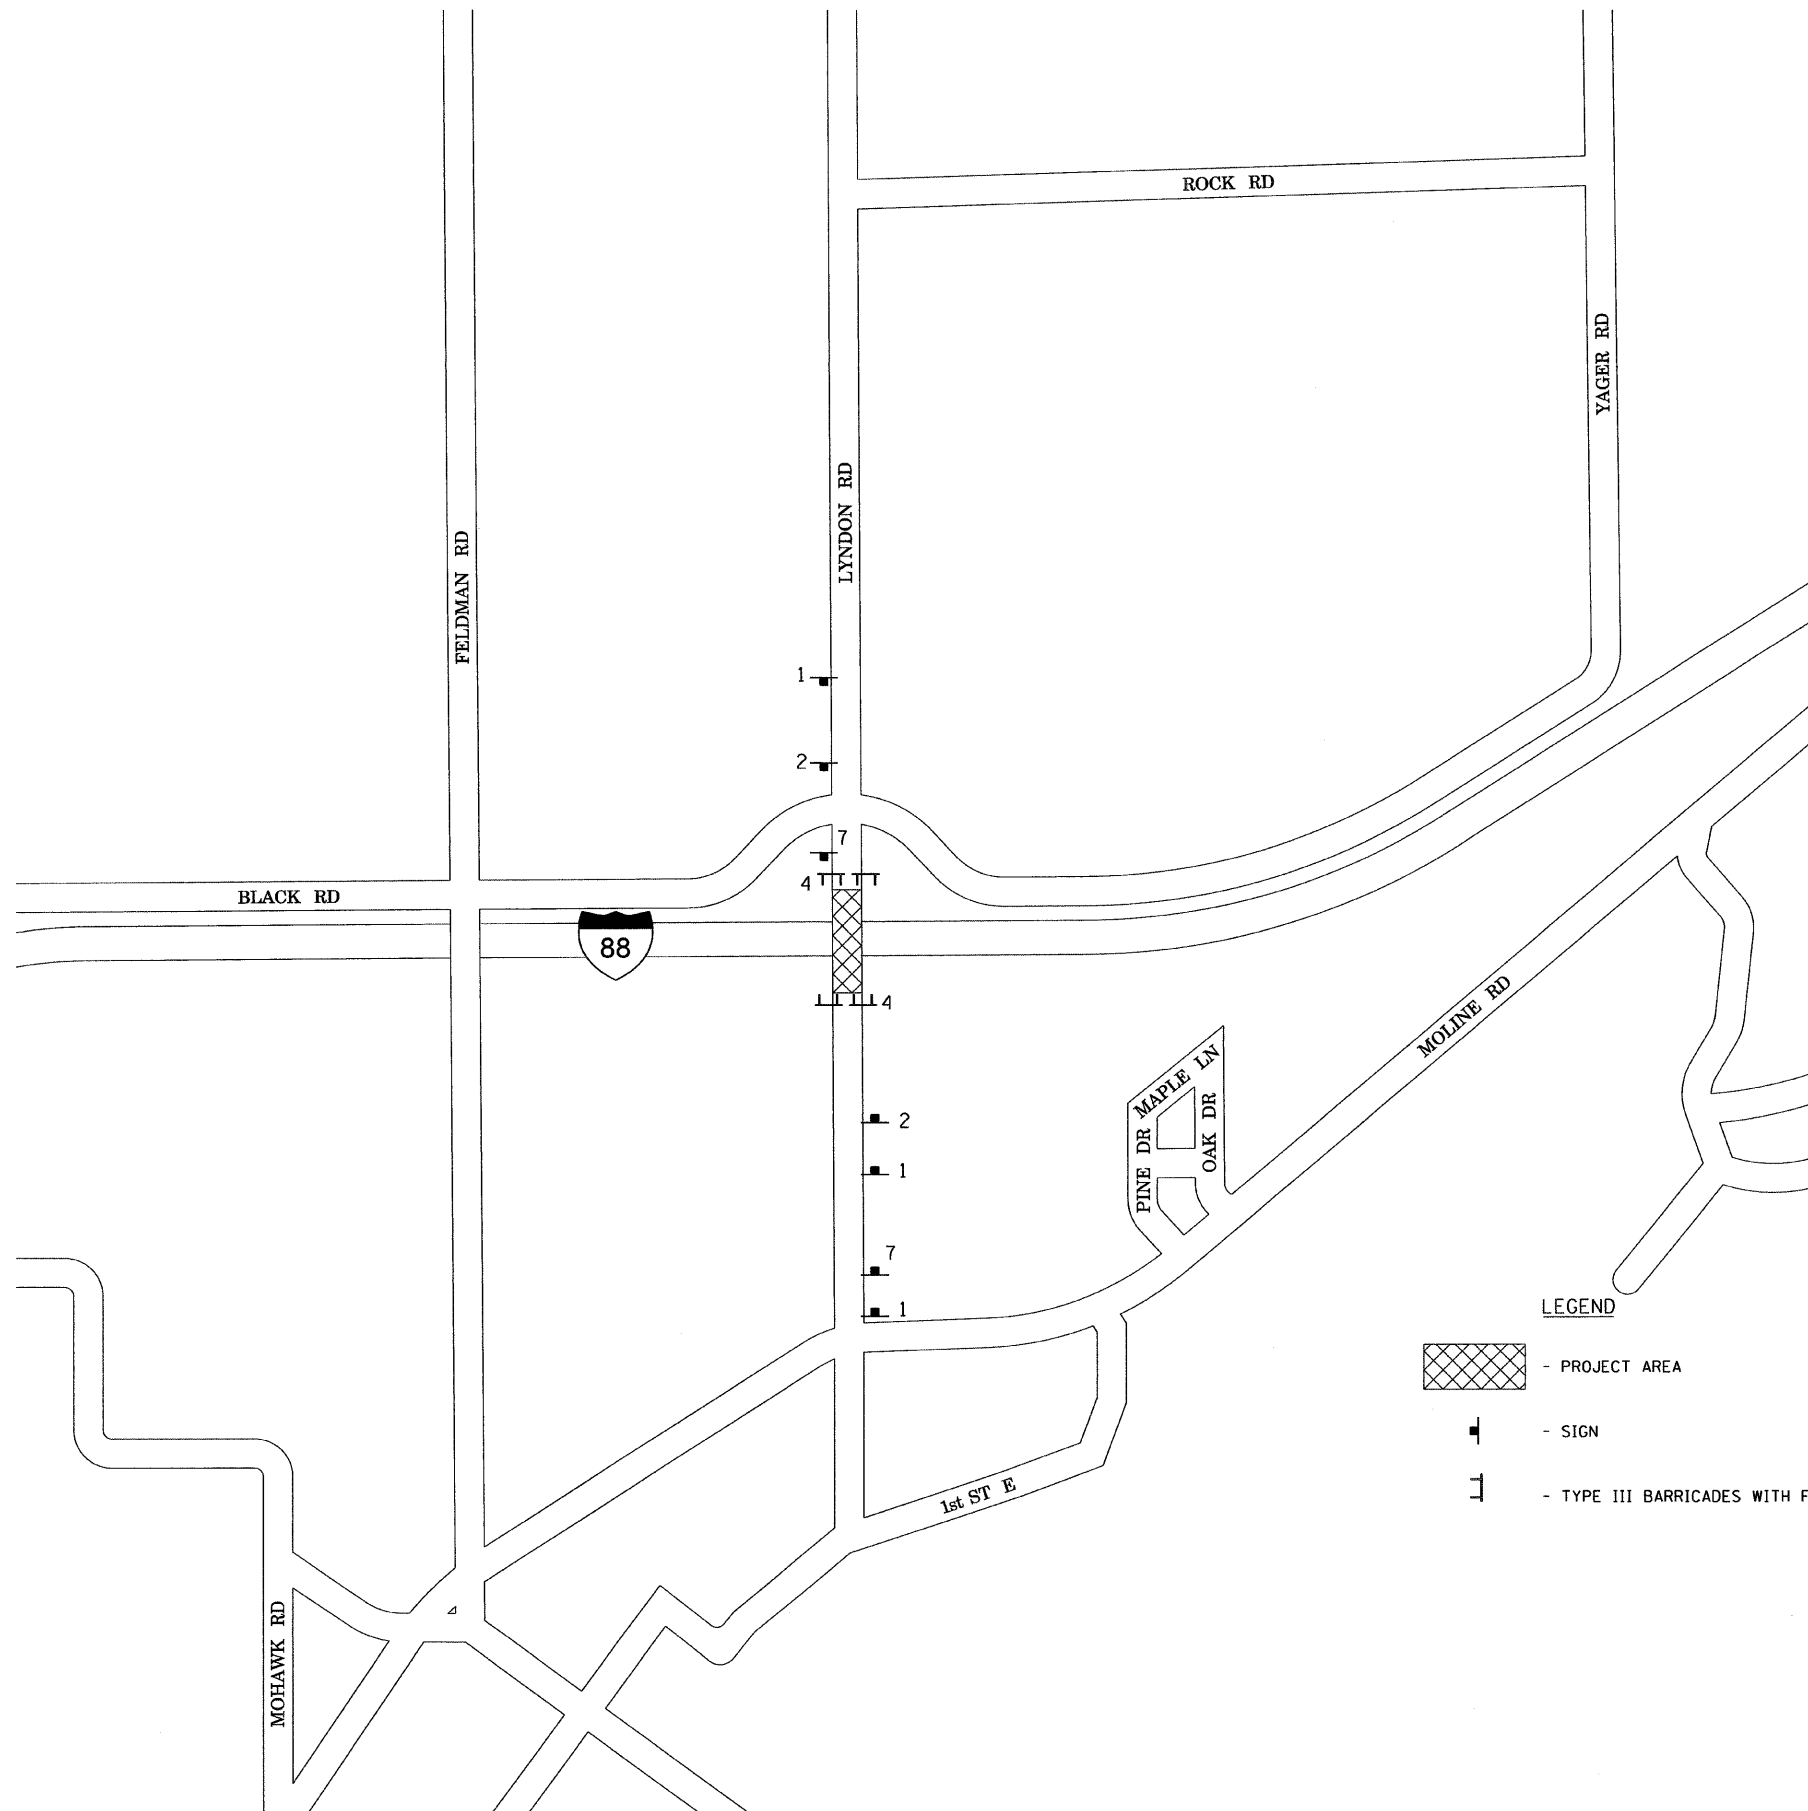 ROCK RD
YAGER RD
LYNDON RD
FELDMAN RD
1
2
7
4
BLACK RD
88
4
MOLINE RD
MAPLE LN
2
OAK DR
PINE DR
1
7
1
LEGEND
- PROJECT AREA
- SIGN
1st ST E
- TYPE III BARRICADES WITH F
MOHAWK RD